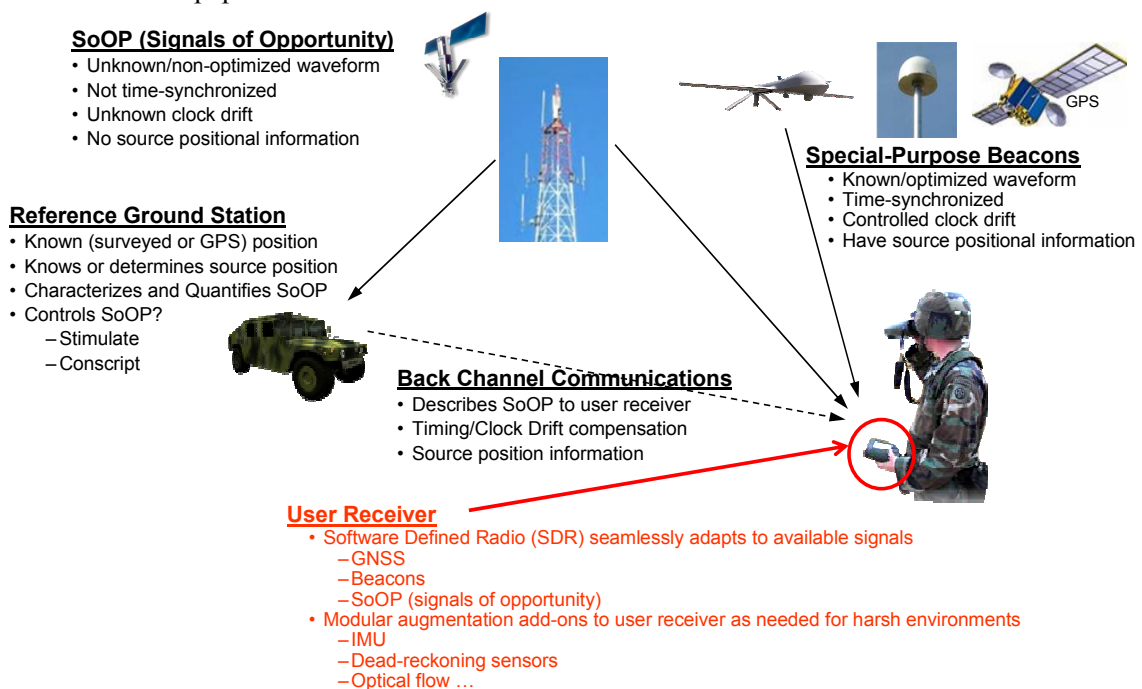 SoOP (Signals of Opportunity)
• Unknown/non-optimized waveform
• Not time-synchronized
• Unknown clock drift
• No source positional information
GPS
Special-Purpose Beacons
• Known/optimized waveform
• Time-synchronized
• Controlled clock drift
• Have source positional information
Reference Ground Station
• Known (surveyed or GPS) position
• Knows or determines source position
• Characterizes and Quantifies SoOP
• Controls SoOP?
–Stimulate
–Conscript
Back Channel Communications
• Describes SoOP to user receiver
• Timing/Clock Drift compensation
• Source position information
User Receiver
• Software Defined Radio (SDR) seamlessly adapts to available signals
–GNSS
–Beacons
–SoOP (signals of opportunity)
• Modular augmentation add-ons to user receiver as needed for harsh environments
–IMU
–Dead-reckoning sensors
–Optical flow …